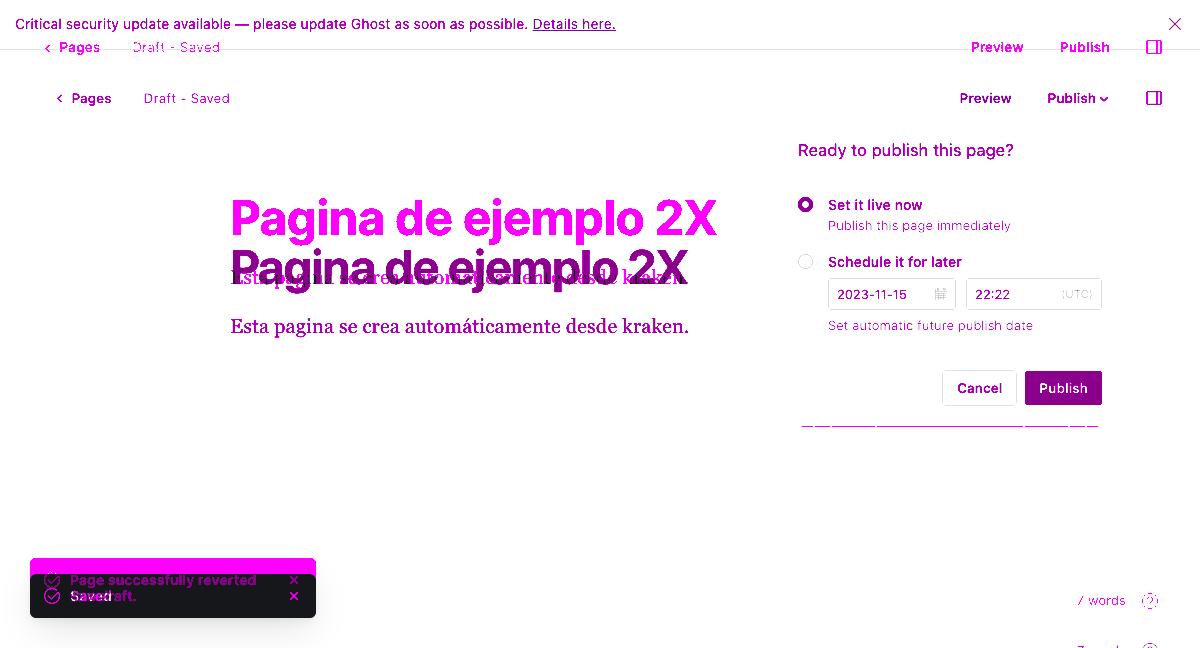 Critical security update available — please update Ghost as soon as possible. Details here.
Pages Draft - Saved Preview Publish
Pages Draft - Saved Preview Publish
Ready to publish this page?
Set it live now
Publish this page immediately
Pagina de ejemplo 2X
Pagina de ejemplo 2X
Schedule it for later
Esta pagina se crea automáticamente desde kraken.
2023-11-15 22:22 (UTC)
Esta pagina se crea automáticamente desde kraken.
Set automatic future publish date
Cancel Publish
Page successfully reverted
Saved
7 words